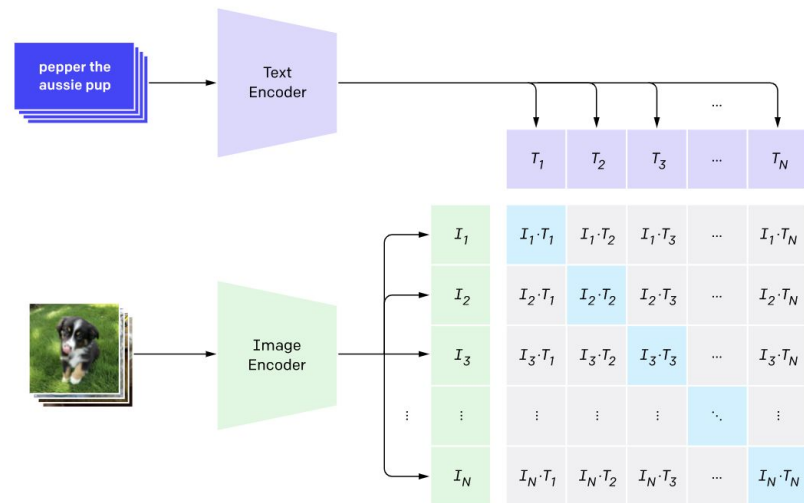 pepper the
aussie pup
Text
Encoder
...
T1 T2 T3 ... TN
I1 I1·T1 I1·T2 I1·T3 ... I1·TN
I2 I2·T1 I2·T2 I2·T3 ... I2·TN
Image
Encoder
I3 I3·T1 I3·T2 I3·T3 ... I3·TN
⋮ ⋮ ⋮ ⋮ ⋮ ⋱ ⋮
IN IN·T1 IN·T2 IN·T3 ... IN·TN